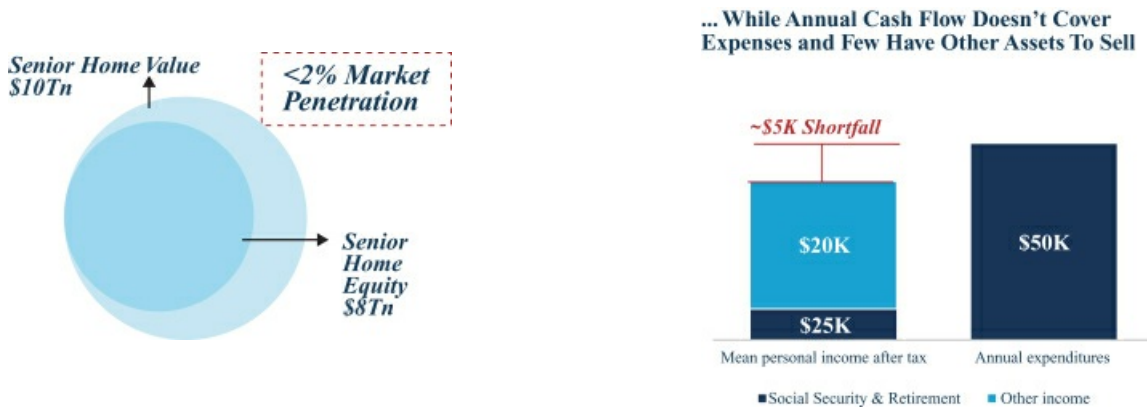 Senior Home Value
$10Tn
<2% Market
Penetration
Senior
Home
Equity
$8Tn
... While Annual Cash Flow Doesn't Cover
Expenses and Few Have Other Assets To Sell
~$5K Shortfall
$20K
$25K
$50K
Mean personal income after tax
Annual expenditures
Social Security & Retirement
Other income